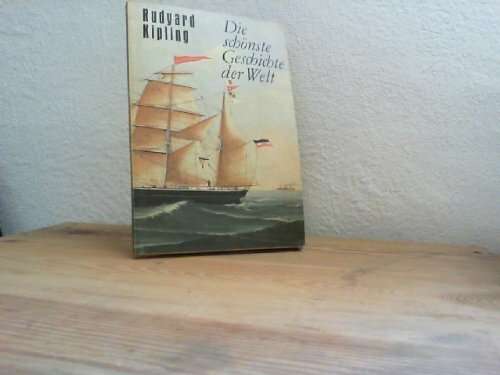 Rudyard
Kipling
Die
schönste
Geschichte
der Welt